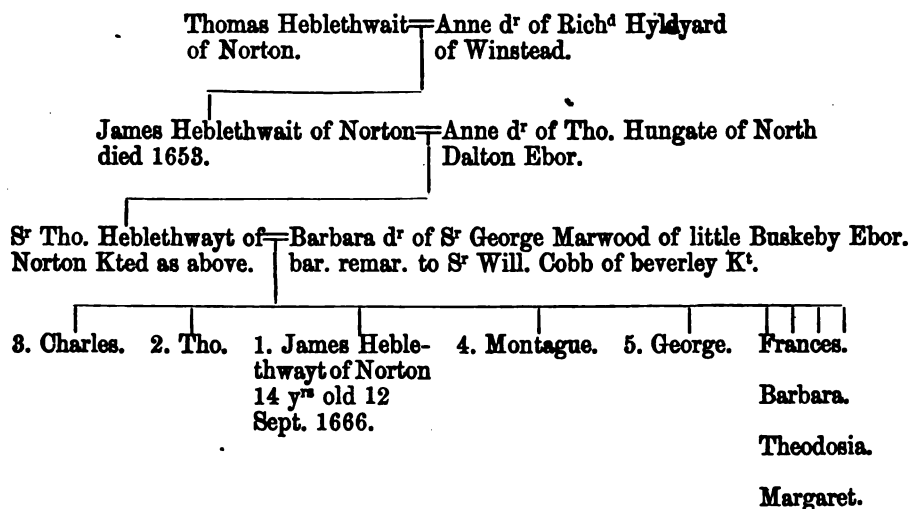 Thomas Heblethwait=Anne dʳ of Richᵈ Hyldyard
of Norton. of Winstead.
James Heblethwait of Norton=Anne dʳ of Tho. Hungate of North
died 1653. Dalton Ebor.
Sʳ Tho. Heblethwayt of=Barbara dʳ of Sʳ George Marwood of little Buskeby Ebor.
Norton Kted as above. bar. remar. to Sʳ Will. Cobb of beverley Kᵗ.
3. Charles. 2. Tho. 1. James Heble- 4. Montague. 5. George. Frances.
thwayt of Norton
14 yʳˢ old 12 Barbara.
Sept. 1666.
Theodosia.
Margaret.